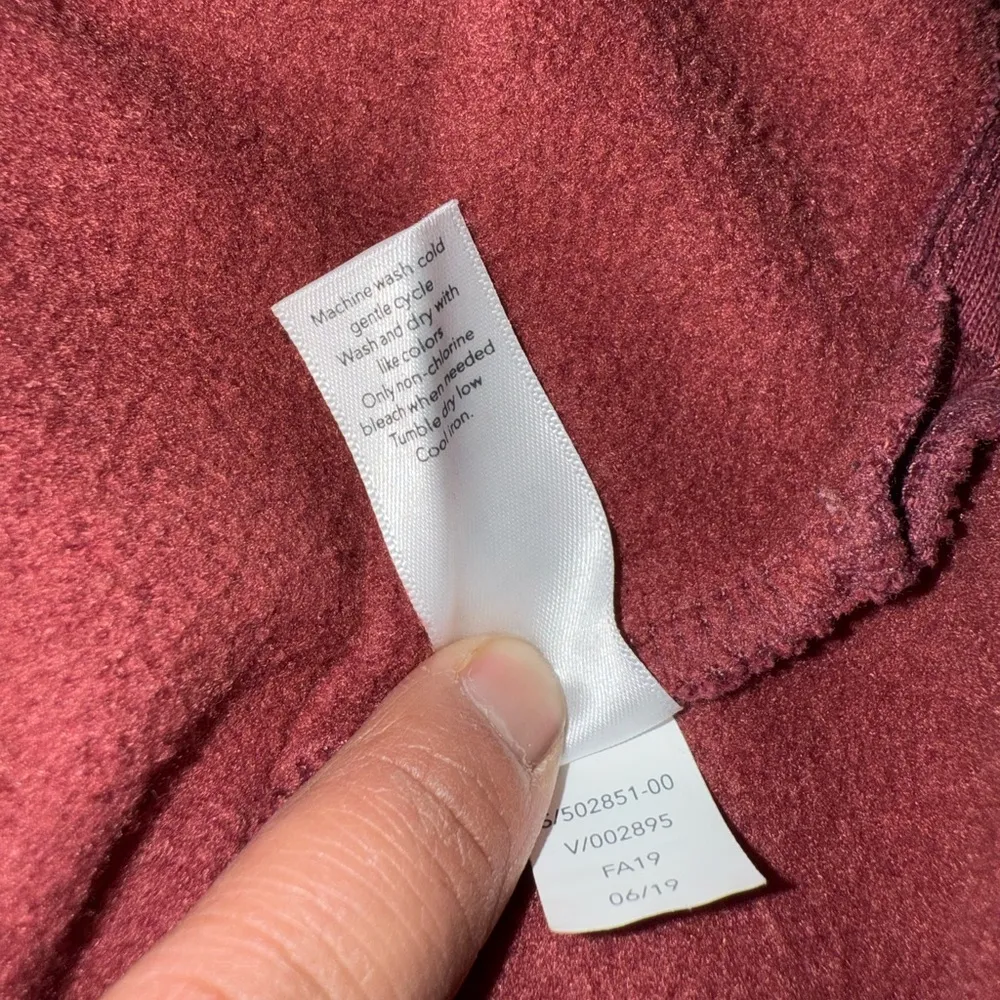 Machine wash cold
gentle cycle
Wash and dry with
like colors
Only non-chlorine
bleach when needed
Tumble dry low
Cool iron.
S/502851-00
V/002895
FA19
06/19